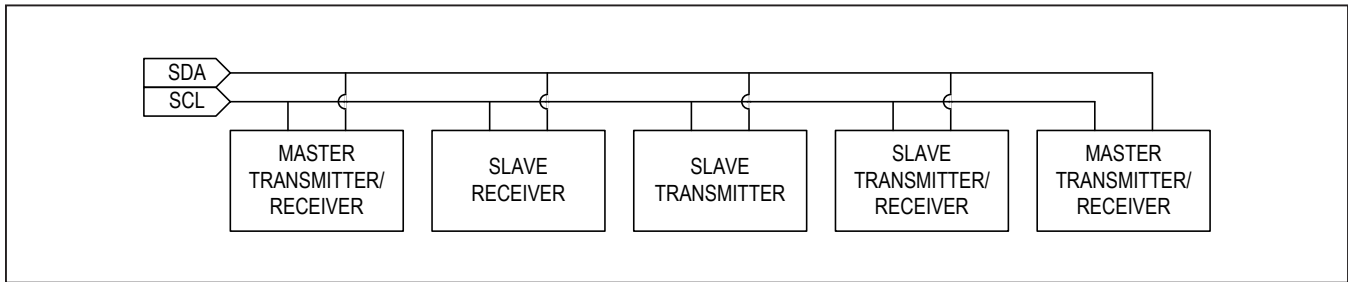 SDA
SCL
MASTER
TRANSMITTER/
RECEIVER
SLAVE
RECEIVER
SLAVE
TRANSMITTER
SLAVE
TRANSMITTER/
RECEIVER
MASTER
TRANSMITTER/
RECEIVER